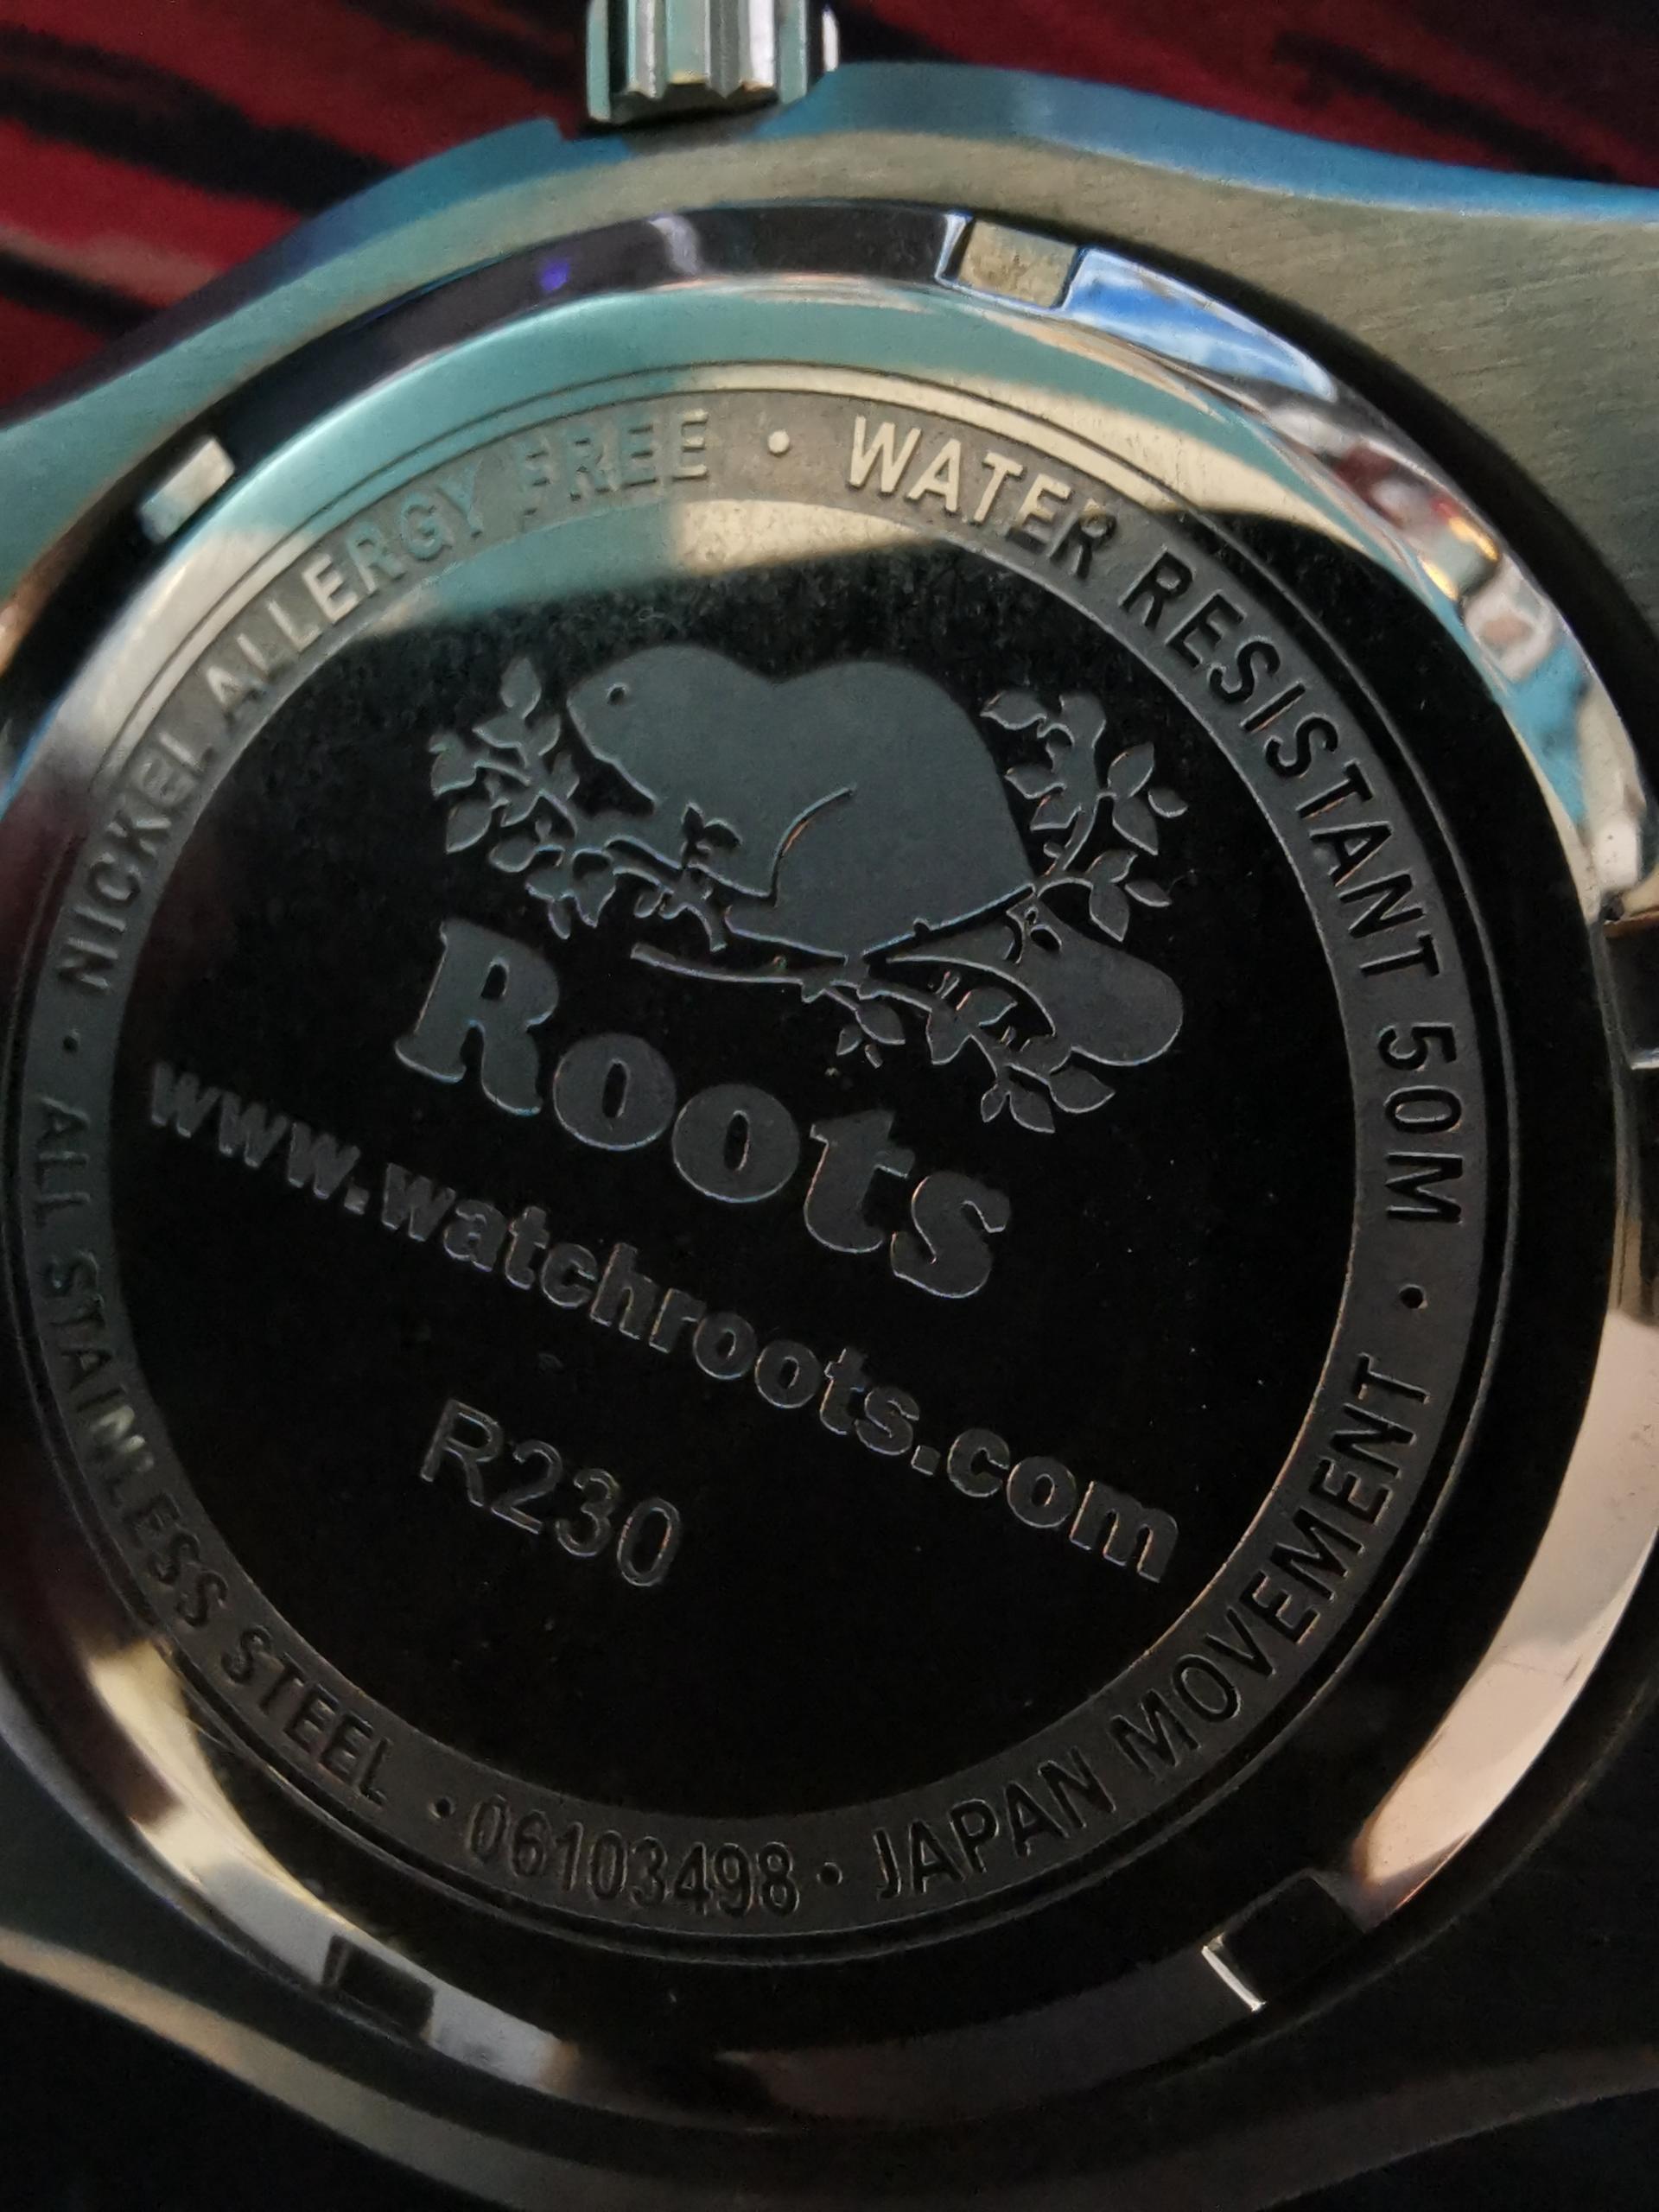 NICKEL ALLERGY FREE • WATER RESISTANT 50M • JAPAN MOVEMENT • 06103498 • ALL STAINLESS STEEL •
Roots
www.watchroots.com
R230